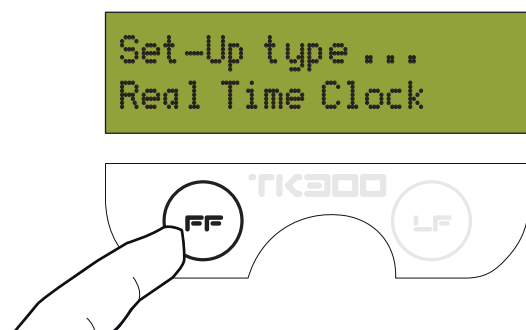 Set-Up type ...
Real Time Clock
TK300
FF
LF